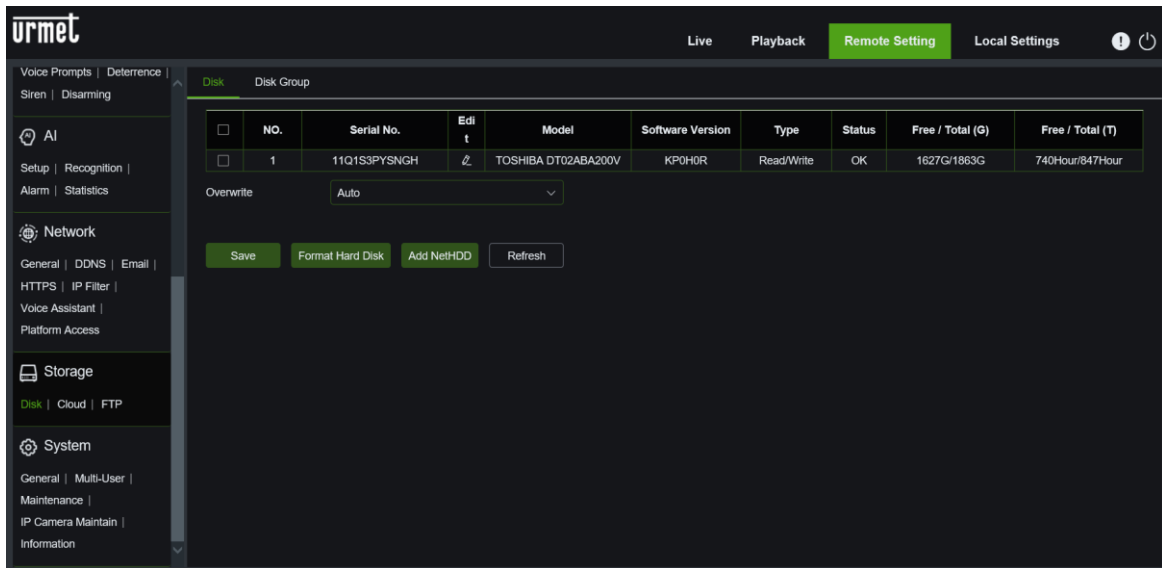 urmet
Live Playback Remote Setting Local Settings
Voice Prompts | Deterrence |
Siren | Disarming
AI
Setup | Recognition |
Alarm | Statistics
Network
General | DDNS | Email |
HTTPS | IP Filter |
Voice Assistant |
Platform Access
Storage
Disk | Cloud | FTP
System
General | Multi-User |
Maintenance |
IP Camera Maintain |
Information
Disk Disk Group
NO. Serial No. Edi
t Model Software Version Type Status Free / Total (G) Free / Total (T)
1 11Q1S3PYSNGH TOSHIBA DT02ABA200V KP0H0R Read/Write OK 1627G/1863G 740Hour/847Hour
Overwrite Auto
Save Format Hard Disk Add NetHDD Refresh